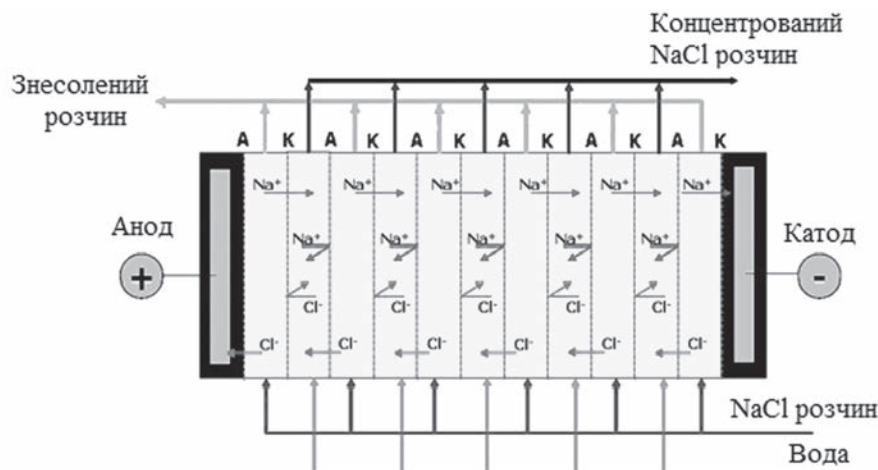 Концентрований
NaCl розчин
Знесолений
розчин
А К А К А К А К А К А К
Na⁺ Na⁺ Na⁺ Na⁺ Na⁺ Na⁺
Анод
Na⁺ Na⁺ Na⁺ Na⁺ Na⁺
Катод
+
-
Cl⁻ Cl⁻ Cl⁻ Cl⁻ Cl⁻
Cl⁻ Cl⁻ Cl⁻ Cl⁻ Cl⁻ Cl⁻
NaCl розчин
Вода